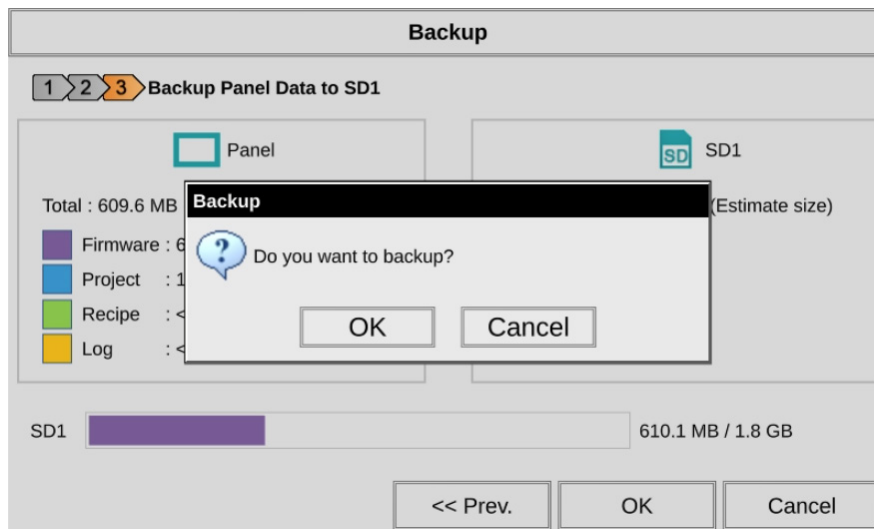 Backup
1 2 3 Backup Panel Data to SD1
Panel
Total : 609.6 MB
Firmware : 6
Project : 1
Recipe : <
Log : <
SD SD1
(Estimate size)
Backup
? Do you want to backup?
OK Cancel
SD1 610.1 MB / 1.8 GB
<< Prev. OK Cancel